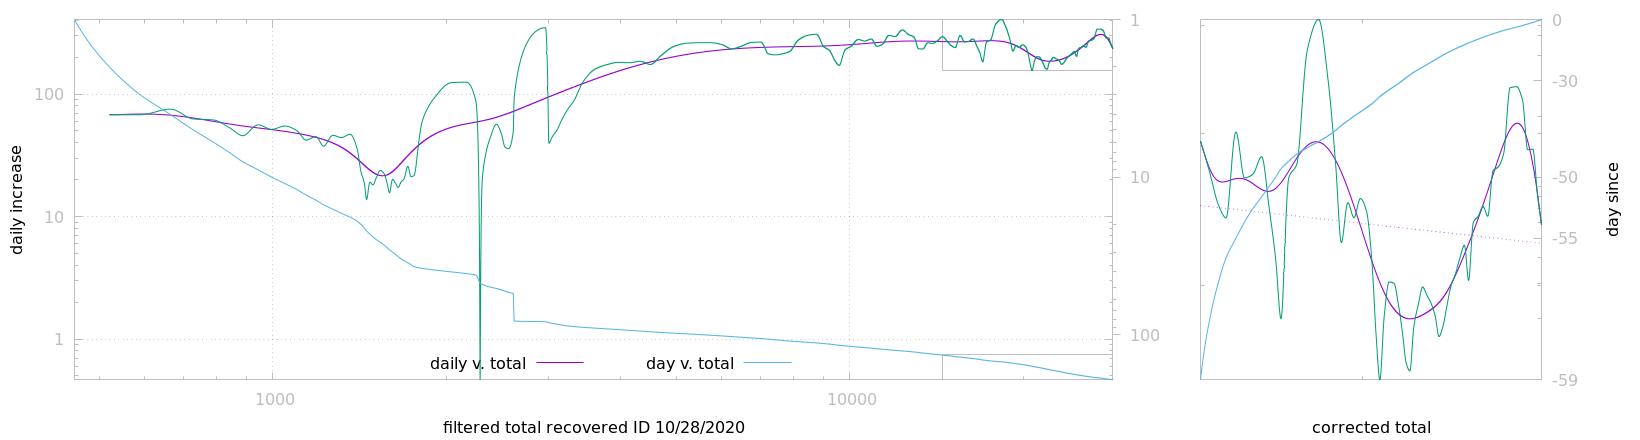 daily increase
100
10
1
1000
10000
filtered total recovered ID 10/28/2020
daily v. total
day v. total
1
10
100
0
-30
-50
-55
-59
day since
corrected total